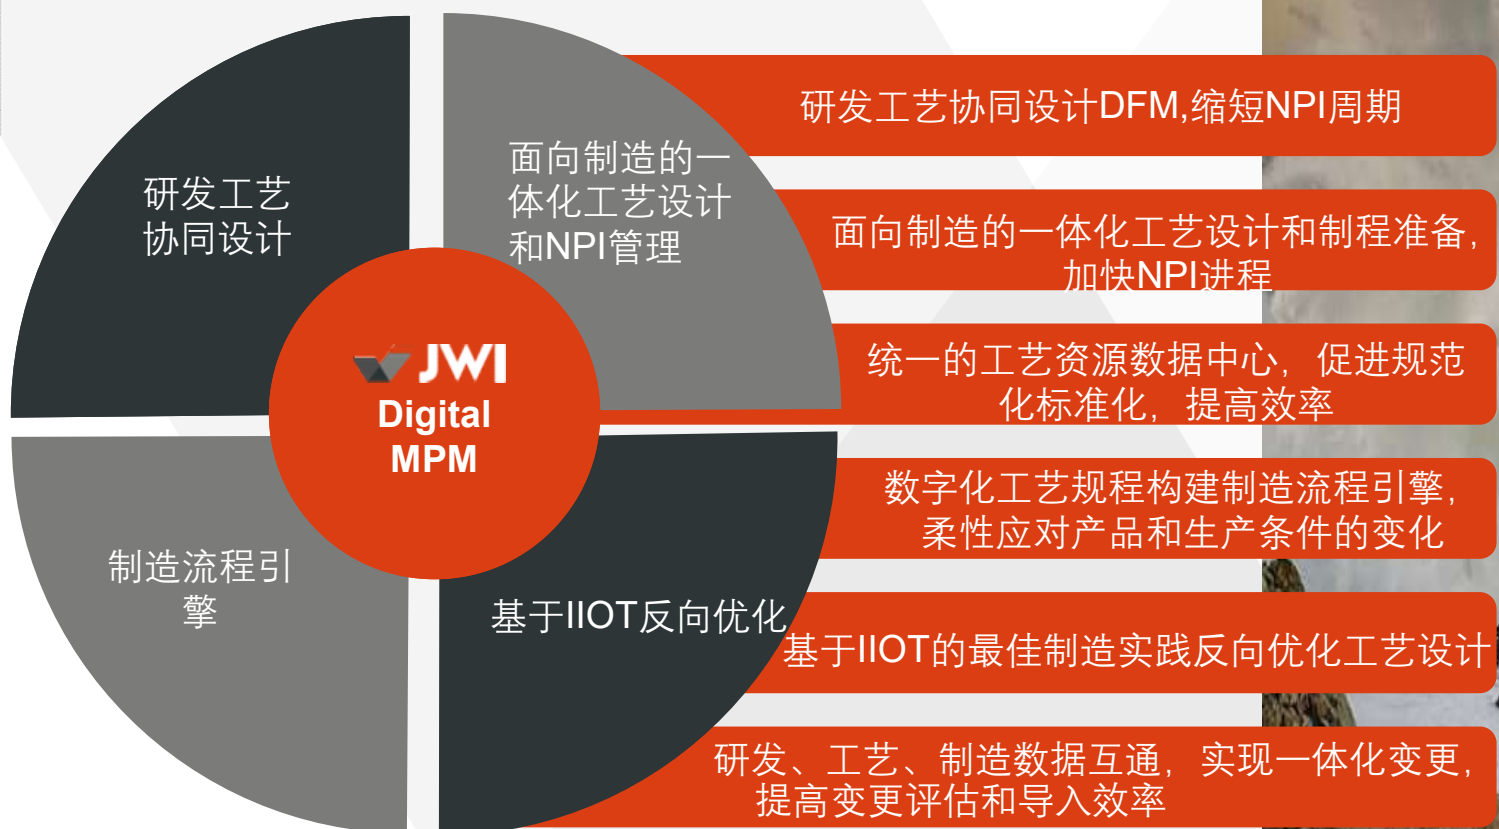 研发工艺
协同设计
面向制造的一
体化工艺设计
和NPI管理
JWI
Digital
MPM
制造流程引
擎
基于IIOT反向优化
研发工艺协同设计DFM,缩短NPI周期
面向制造的一体化工艺设计和制程准备,
加快NPI进程
统一的工艺资源数据中心，促进规范
化标准化，提高效率
数字化工艺规程构建制造流程引擎，
柔性应对产品和生产条件的变化
基于IIOT的最佳制造实践反向优化工艺设计
研发、工艺、制造数据互通，实现一体化变更，
提高变更评估和导入效率